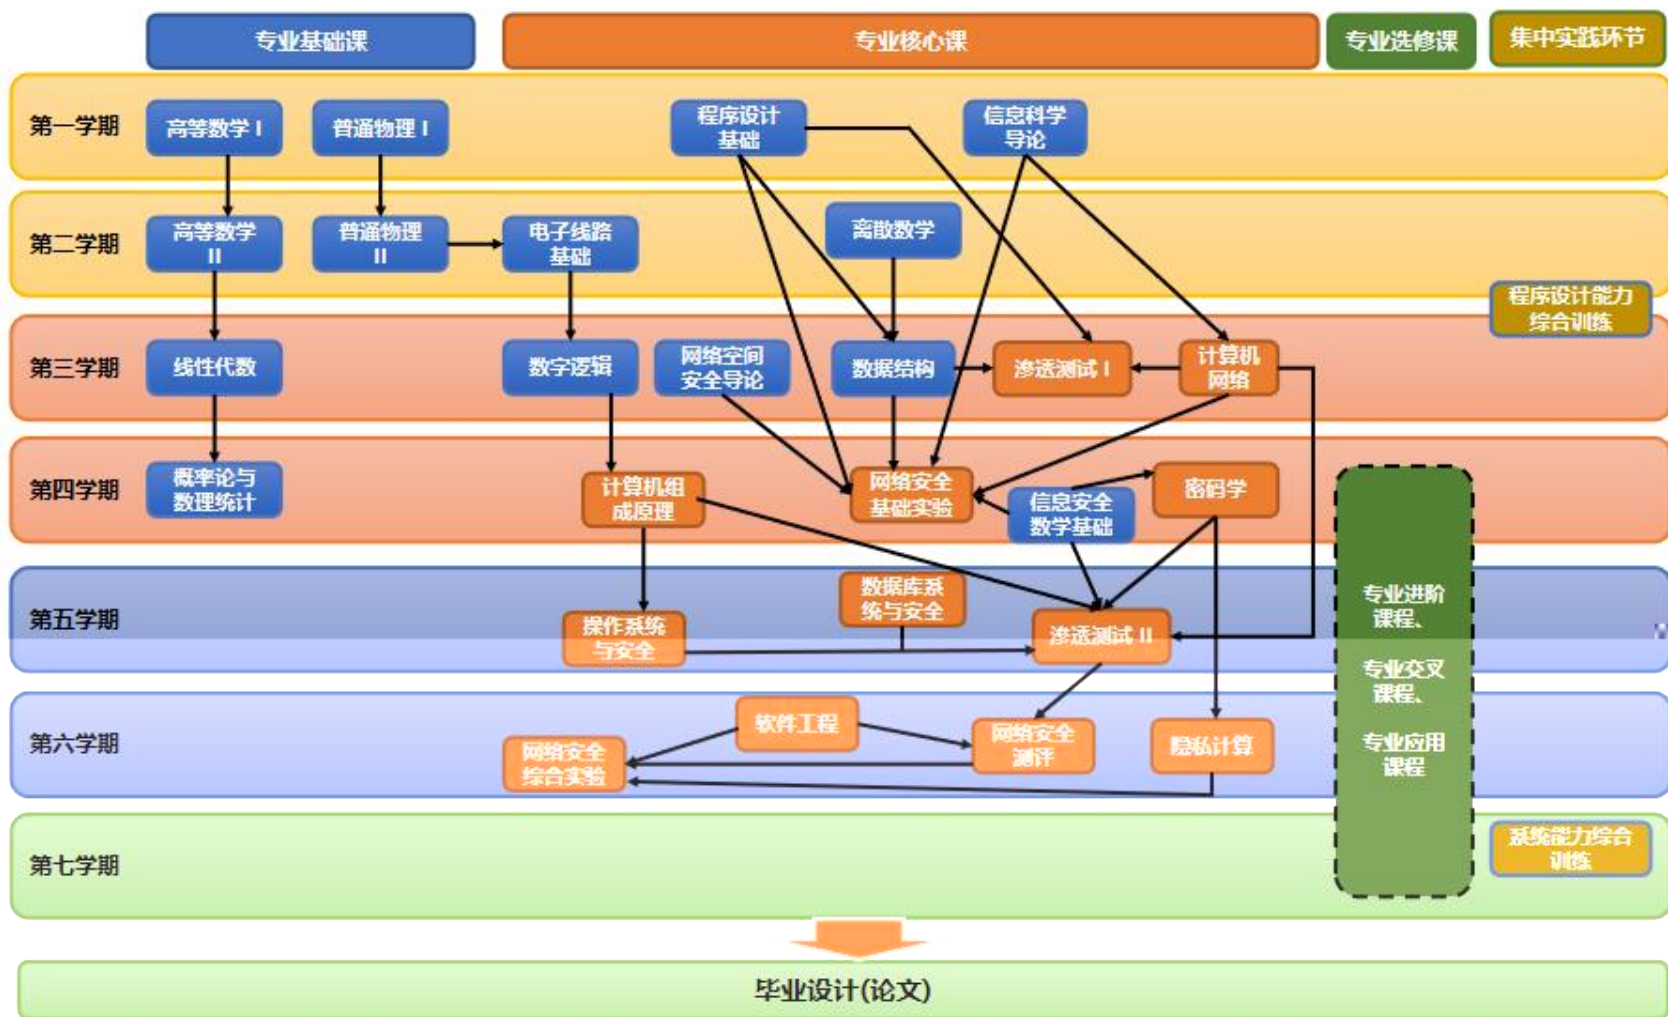 专业基础课
专业核心课
专业选修课
集中实践环节
第一学期
高等数学 I
普通物理 I
程序设计
基础
信息科学
导论
第二学期
高等数学
II
普通物理
II
电子线路
基础
离散数学
程序设计能力
综合训练
第三学期
线性代数
数字逻辑
网络空间
安全导论
数据结构
渗透测试 I
计算机
网络
第四学期
概率论与
数理统计
计算机组
成原理
网络安全
基础实验
信息安全
数学基础
密码学
第五学期
操作系统
与安全
数据库系
统与安全
渗透测试 II
专业进阶
课程、
专业交叉
课程、
专业应用
课程
第六学期
网络安全
综合实验
软件工程
网络安全
测评
隐私计算
第七学期
系统能力综合
训练
毕业设计(论文)